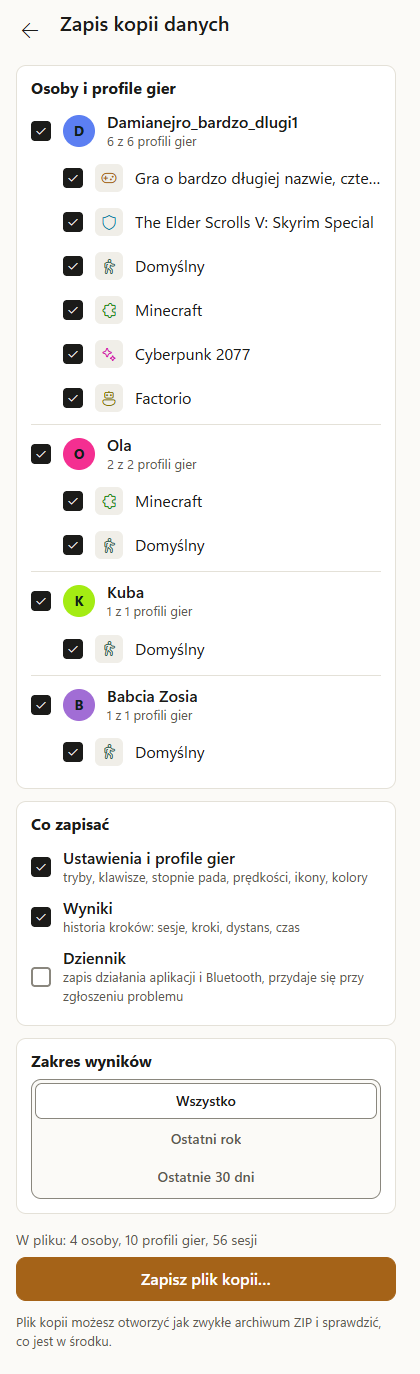 Zapis kopii danych
Osoby i profile gier
D
Damianejro_bardzo_dlugi1
6 z 6 profili gier
Gra o bardzo długiej nazwie, czte...
The Elder Scrolls V: Skyrim Special
Domyślny
Minecraft
Cyberpunk 2077
Factorio
O
Ola
2 z 2 profili gier
Minecraft
Domyślny
K
Kuba
1 z 1 profili gier
Domyślny
B
Babcia Zosia
1 z 1 profili gier
Domyślny
Co zapisać
Ustawienia i profile gier
tryby, klawisze, stopnie pada, prędkości, ikony, kolory
Wyniki
historia kroków: sesje, kroki, dystans, czas
Dziennik
zapis działania aplikacji i Bluetooth, przydaje się przy
zgłoszeniu problemu
Zakres wyników
Wszystko
Ostatni rok
Ostatnie 30 dni
W pliku: 4 osoby, 10 profili gier, 56 sesji
Zapisz plik kopii...
Plik kopii możesz otworzyć jak zwykłe archiwum ZIP i sprawdzić,
co jest w środku.